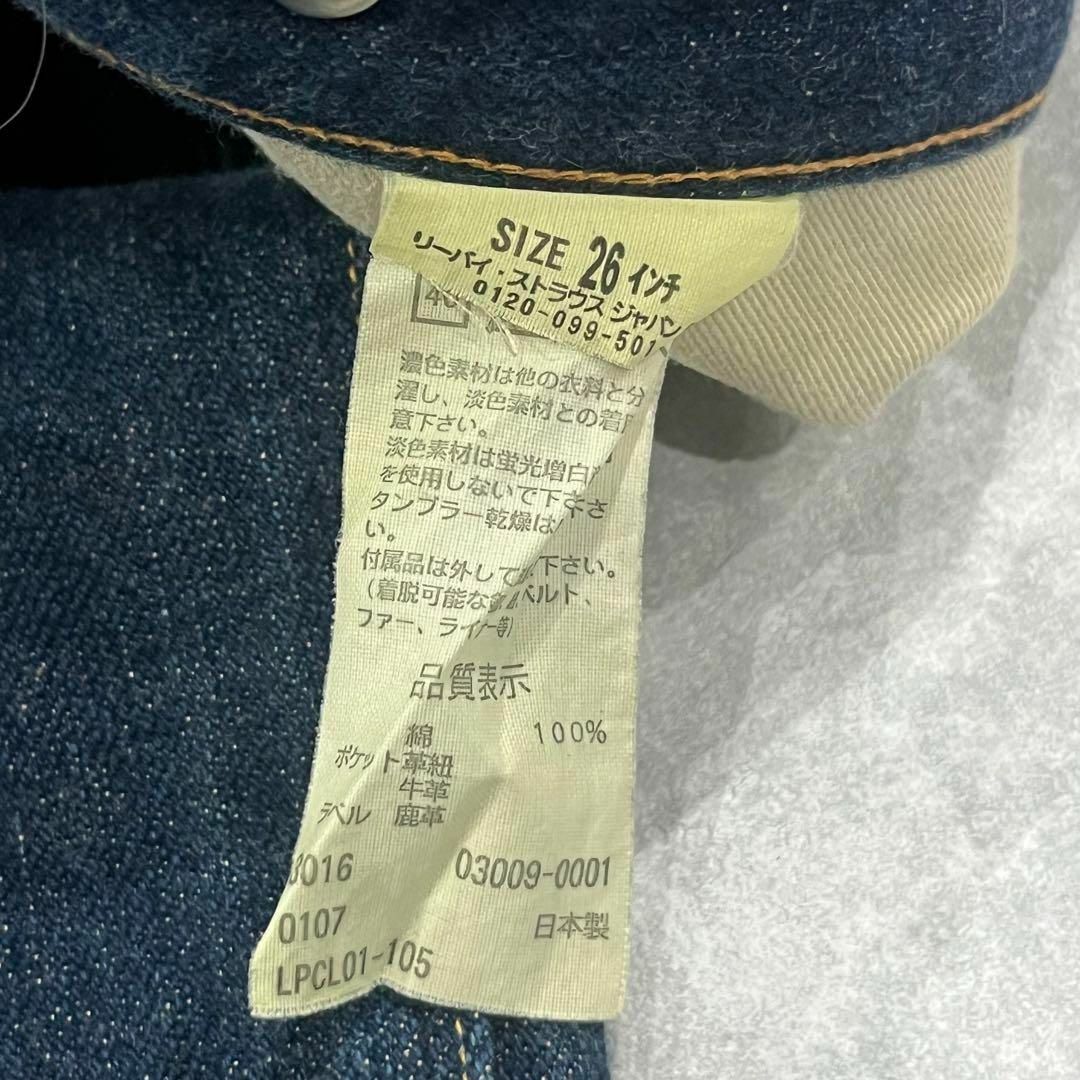 SIZE 26 インチ
リーバイ・ストラウス ジャパン
0120-099-501
40
濃色素材は他の衣料と分
濯し、淡色素材との着用
意下さい。
淡色素材は蛍光増白
を使用しないで下さ
タンブラー乾燥は
い。
付属品は外して 下さい。
(着脱可能な ベルト、
ファー、ライナー等)
品質表示
綿 100%
ポケット革紐
牛革
ラベル 鹿革
3016 03009-0001
0107 日本製
LPCL01-105